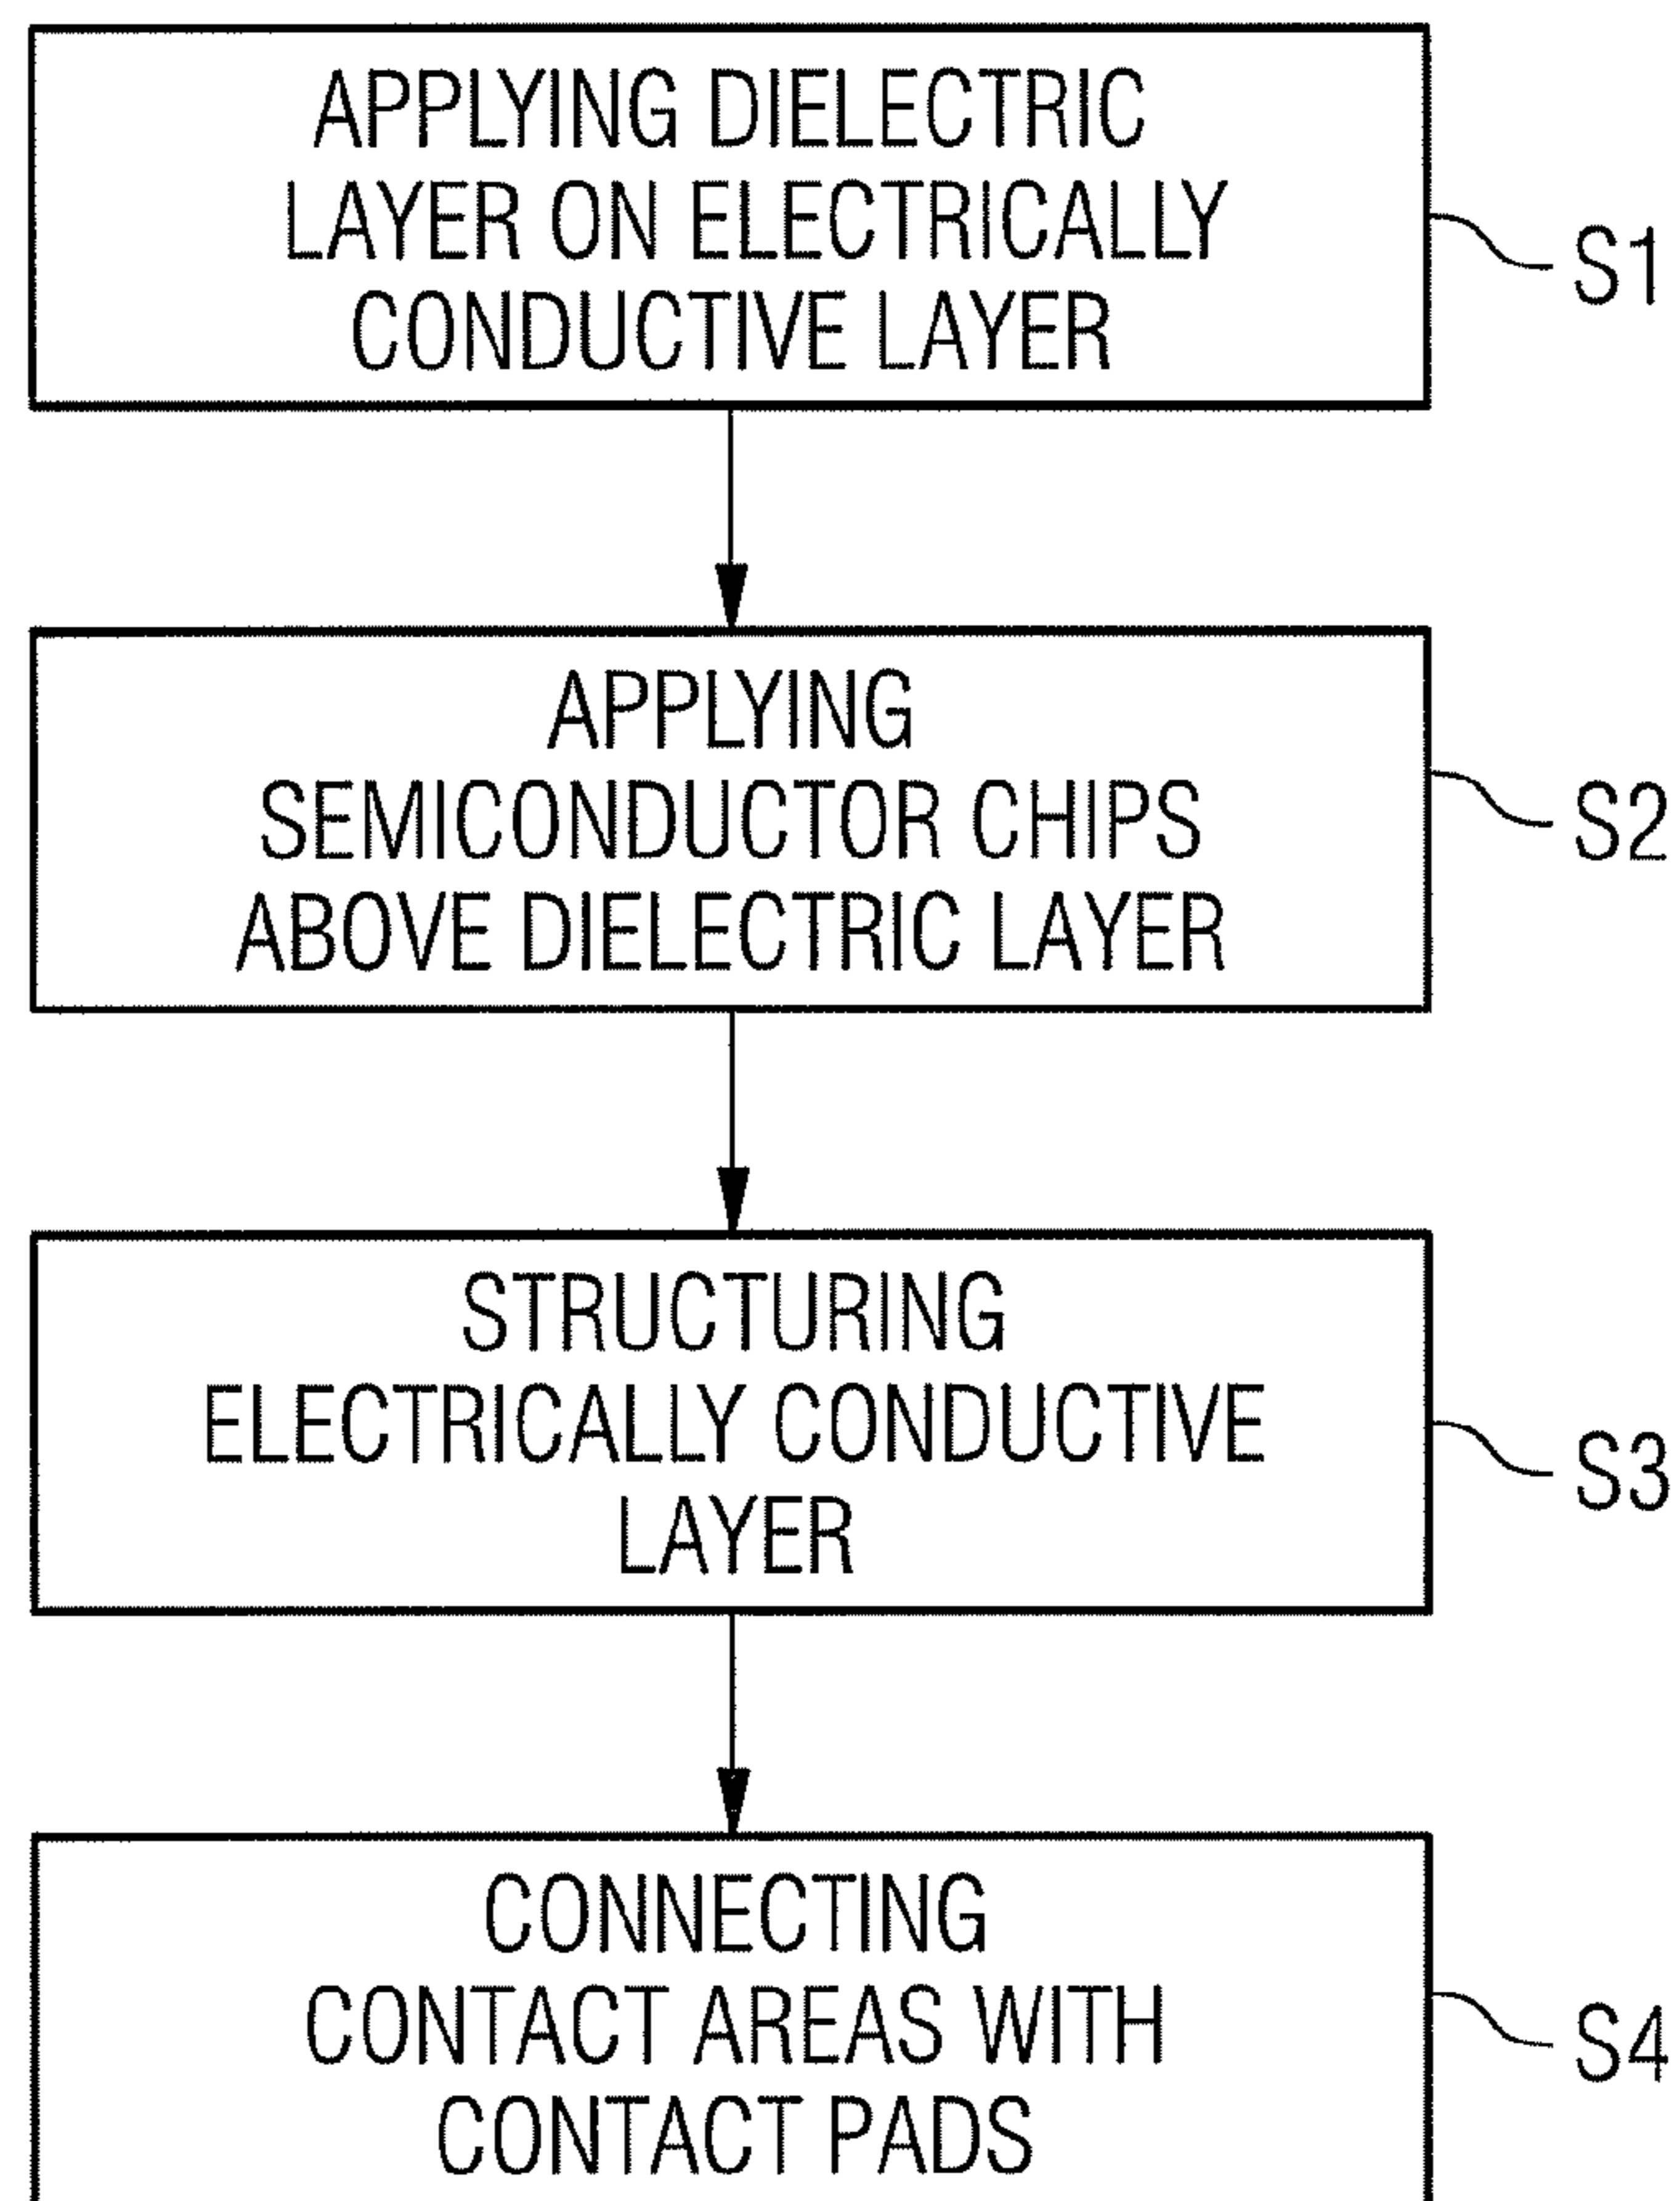 APPLYING DIELECTRIC
LAYER ON ELECTRICALLY
CONDUCTIVE LAYER
S1
APPLYING
SEMICONDUCTOR CHIPS
ABOVE DIELECTRIC LAYER
S2
STRUCTURING
ELECTRICALLY CONDUCTIVE
LAYER
S3
CONNECTING
CONTACT AREAS WITH
CONTACT PADS
S4